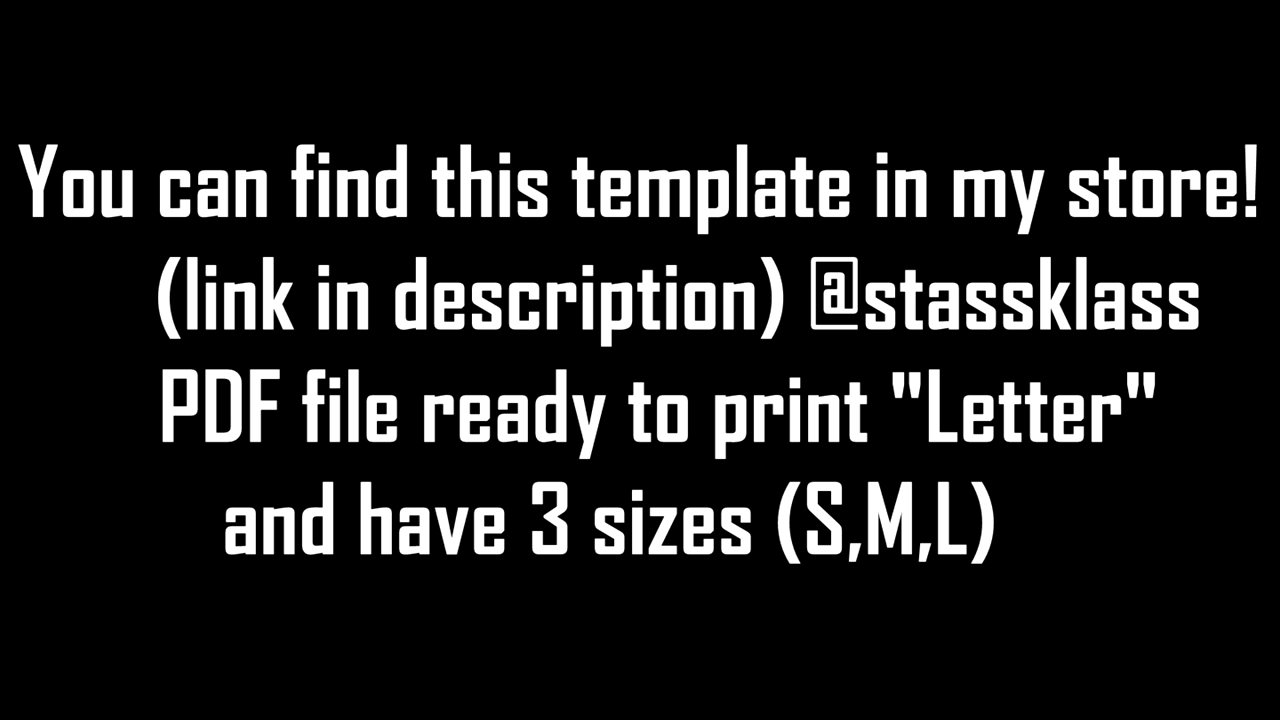 You can find this template in my store!
(link in description) @stassklass
PDF file ready to print "Letter"
and have 3 sizes (S,M,L)